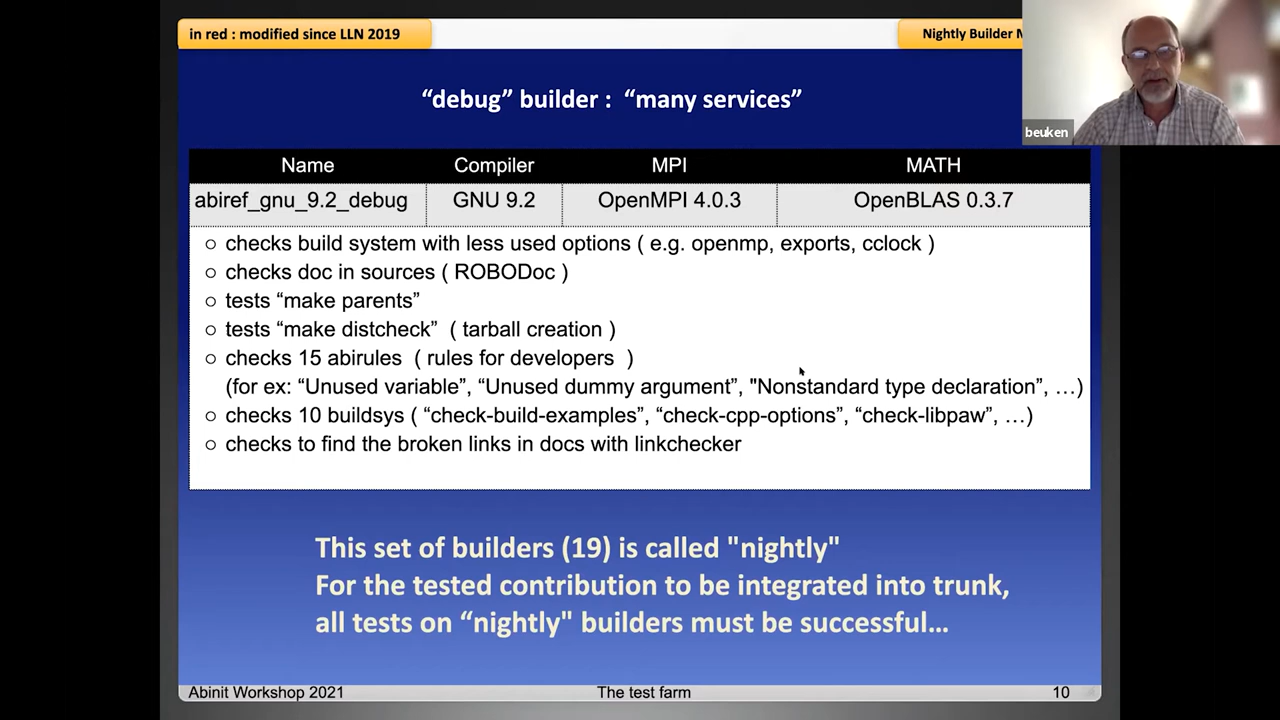 in red : modified since LLN 2019
Nightly Builder
beuken
“debug” builder : “many services”
Name Compiler MPI MATH
abiref_gnu_9.2_debug GNU 9.2 OpenMPI 4.0.3 OpenBLAS 0.3.7
○ checks build system with less used options ( e.g. openmp, exports, cclock )
○ checks doc in sources ( ROBODoc )
○ tests “make parents”
○ tests “make distcheck” ( tarball creation )
○ checks 15 abirules ( rules for developers )
(for ex: “Unused variable”, “Unused dummy argument”, "Nonstandard type declaration”, …)
○ checks 10 buildsys ( “check-build-examples”, “check-cpp-options”, “check-libpaw”, …)
○ checks to find the broken links in docs with linkchecker
This set of builders (19) is called "nightly"
For the tested contribution to be integrated into trunk,
all tests on “nightly" builders must be successful…
Abinit Workshop 2021 The test farm 10